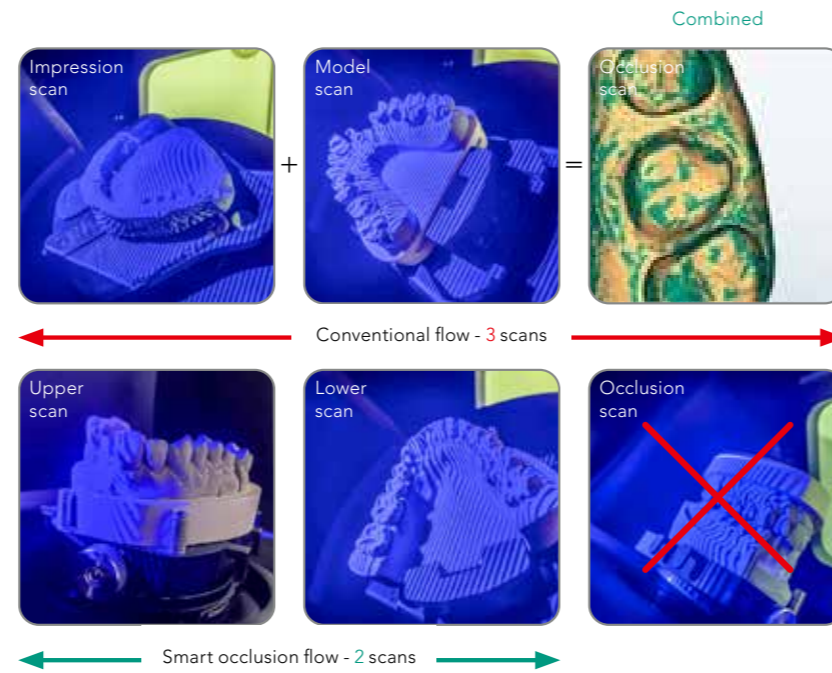 Combined
Impression
scan
Model
scan
Occlusion
scan
+
=
Conventional flow - 3 scans
Upper
scan
Lower
scan
Occlusion
scan
Smart occlusion flow - 2 scans